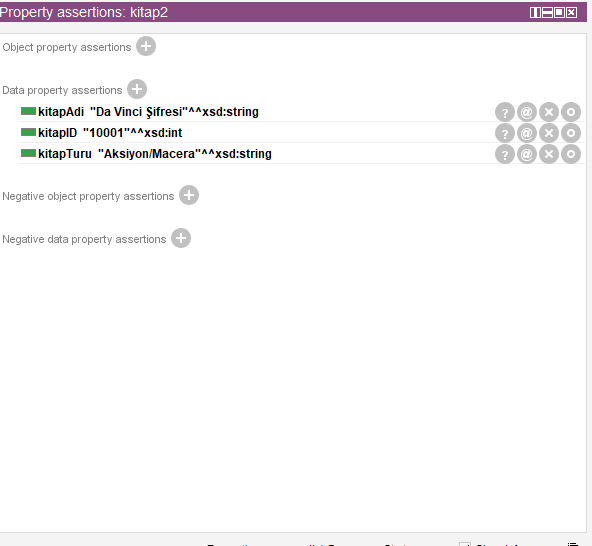 Property assertions: kitap2
Object property assertions
Data property assertions
kitapAdi "Da Vinci Şifresi"^^xsd:string
kitapID "10001"^^xsd:int
kitapTuru "Aksiyon/Macera"^^xsd:string
Negative object property assertions
Negative data property assertions